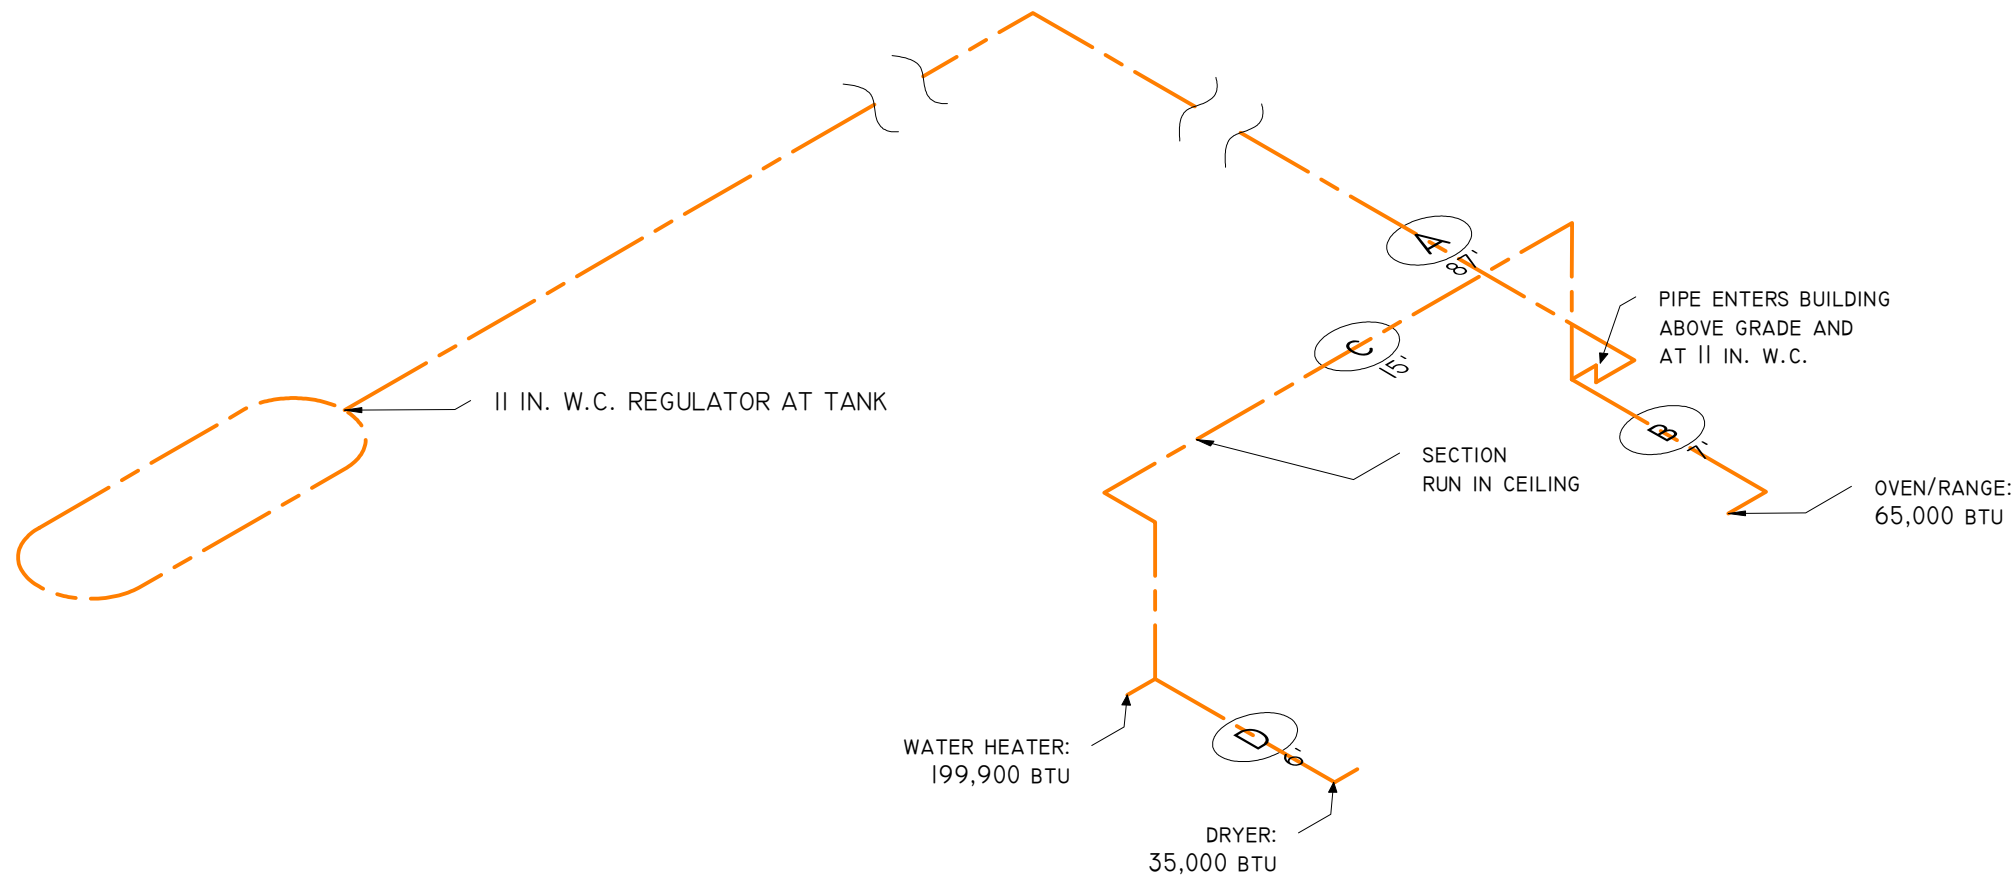 A
87'
PIPE ENTERS BUILDING
ABOVE GRADE AND
AT 11 IN. W.C.
C
15'
11 IN. W.C. REGULATOR AT TANK
B
7'
SECTION
RUN IN CEILING
OVEN/RANGE:
65,000 BTU
D
6'
WATER HEATER:
199,900 BTU
DRYER:
35,000 BTU